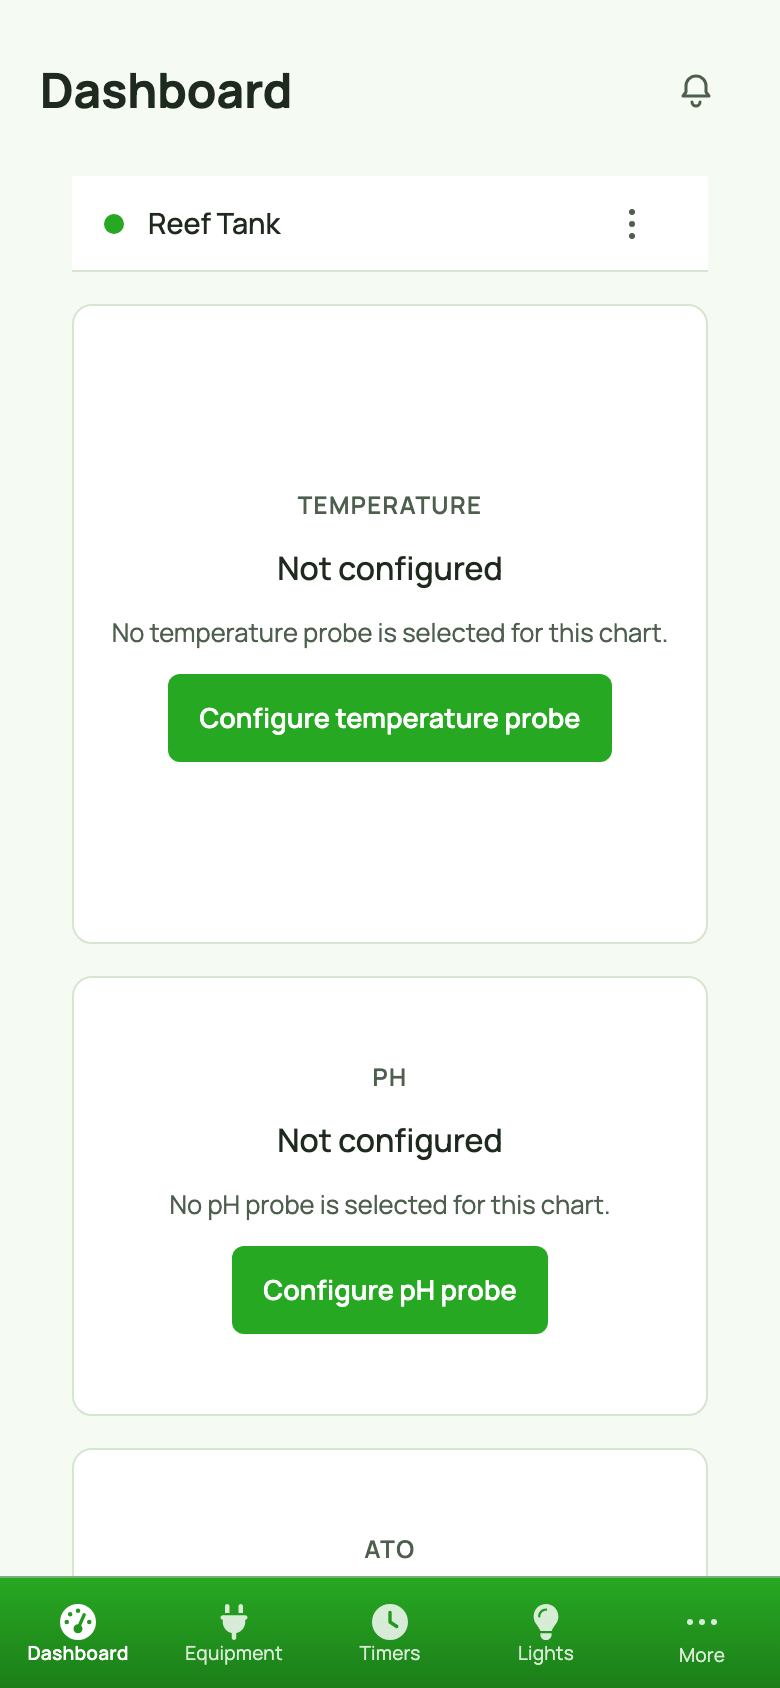 Dashboard
Reef Tank
TEMPERATURE
Not configured
No temperature probe is selected for this chart.
Configure temperature probe
PH
Not configured
No pH probe is selected for this chart.
Configure pH probe
ATO
Dashboard
Equipment
Timers
Lights
More